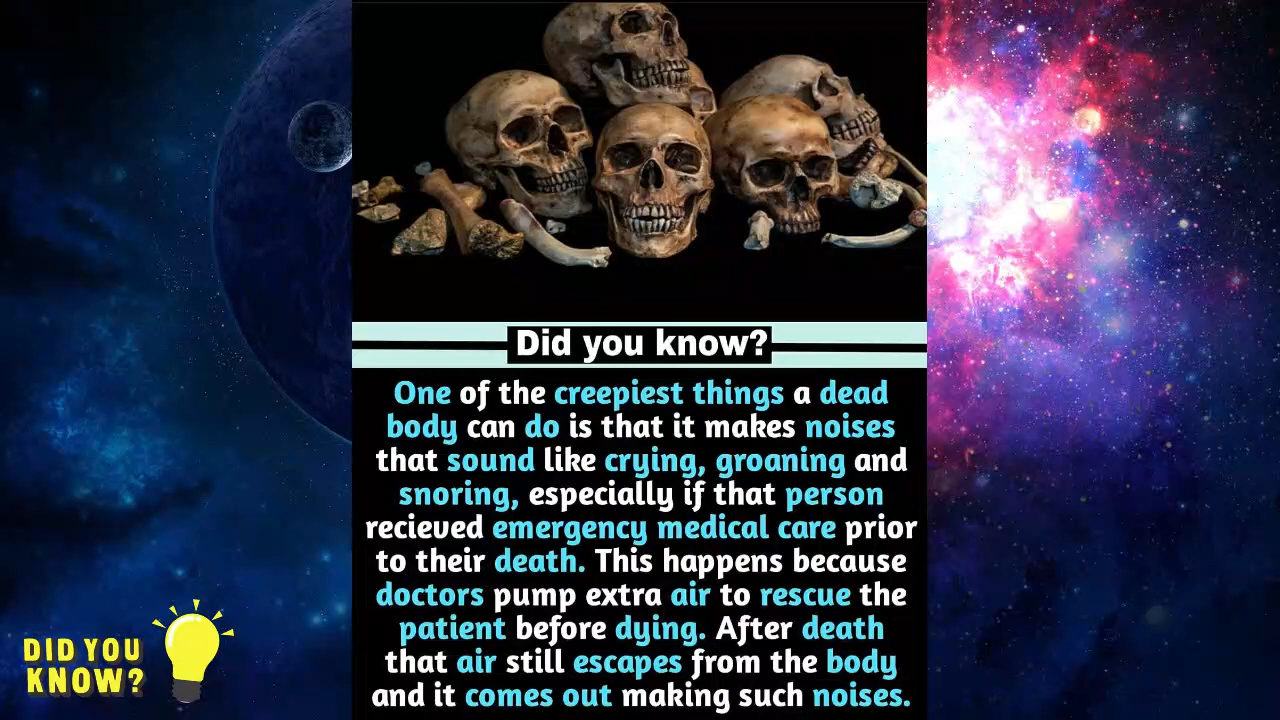 Did you know?
One of the creepiest things a dead
body can do is that it makes noises
that sound like crying, groaning and
snoring, especially if that person
recieved emergency medical care prior
to their death. This happens because
doctors pump extra air to rescue the
patient before dying. After death
that air still escapes from the body
and it comes out making such noises.
DID YOU
KNOW?